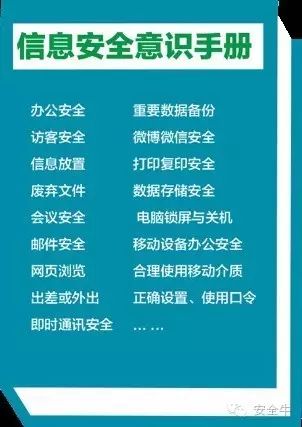 信息安全意识手册
办公安全 重要数据备份
访客安全 微博微信安全
信息放置 打印复印安全
废弃文件 数据存储安全
会议安全 电脑锁屏与关机
邮件安全 移动设备办公安全
网页浏览 合理使用移动介质
出差或外出 正确设置、使用口令
即时通讯安全 ... ...
安全牛